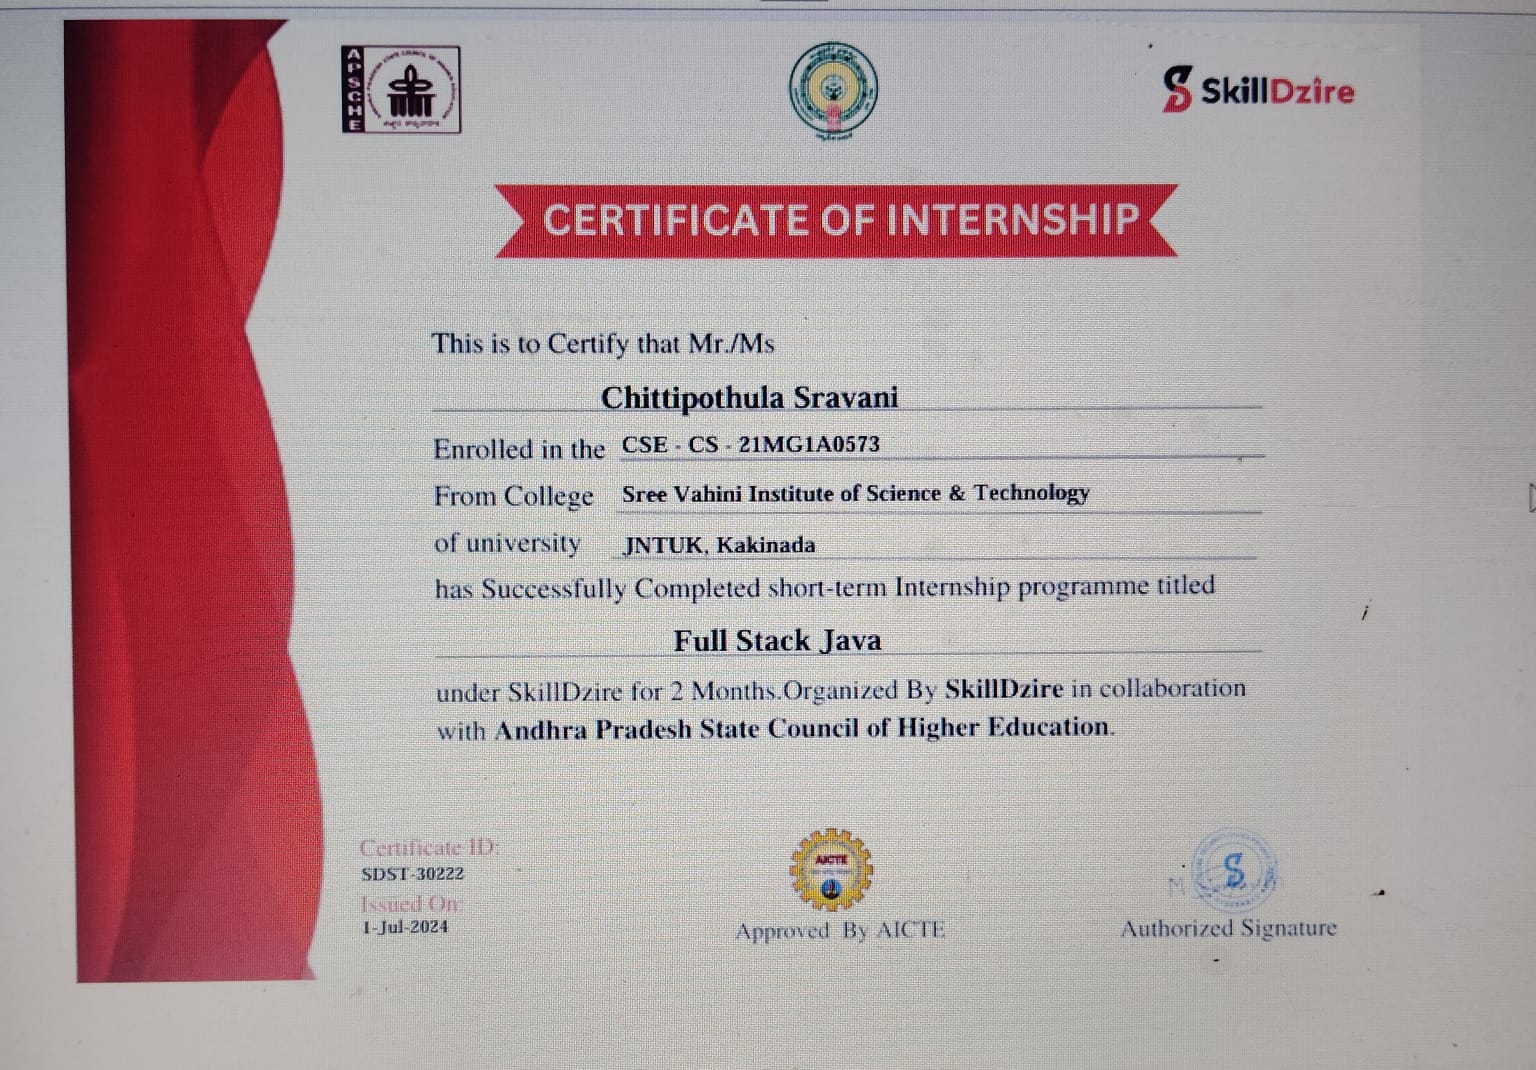 APSCHE
SkillDzire
CERTIFICATE OF INTERNSHIP
This is to Certify that Mr./Ms
Chittipothula Sravani
Enrolled in the CSE - CS - 21MG1A0573
From College Sree Vahini Institute of Science & Technology
of university JNTUK, Kakinada
has Successfully Completed short-term Internship programme titled
Full Stack Java
under SkillDzire for 2 Months.Organized By SkillDzire in collaboration
with Andhra Pradesh State Council of Higher Education.
Certificate ID:
SDST-30222
Issued On:
1-Jul-2024
AICTE
Approved By AICTE
S
Authorized Signature